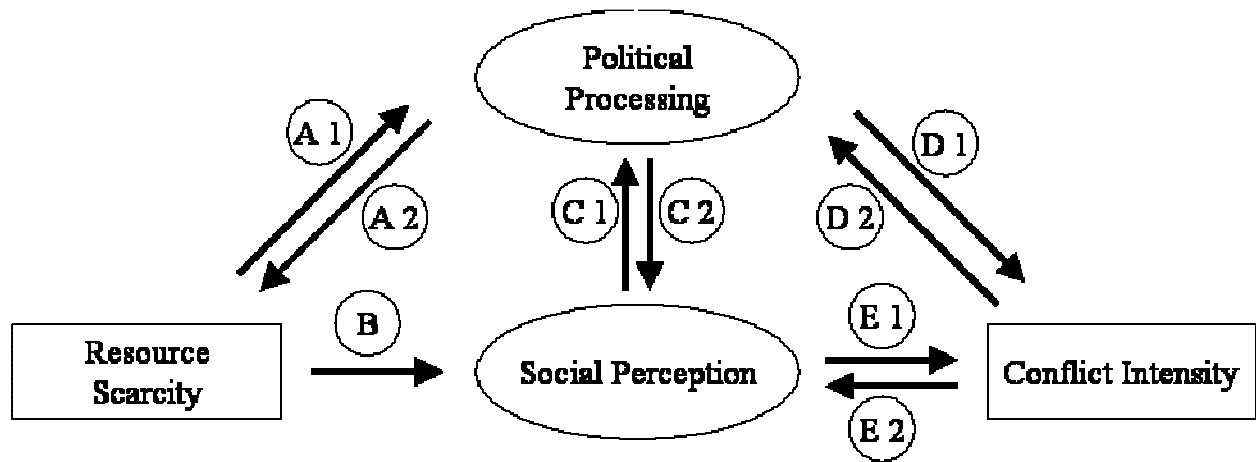 Political
Processing
A 1
D 1
A 2
C 1
C 2
D 2
B
E 1
Resource
Scarcity
Social Perception
Conflict Intensity
E 2